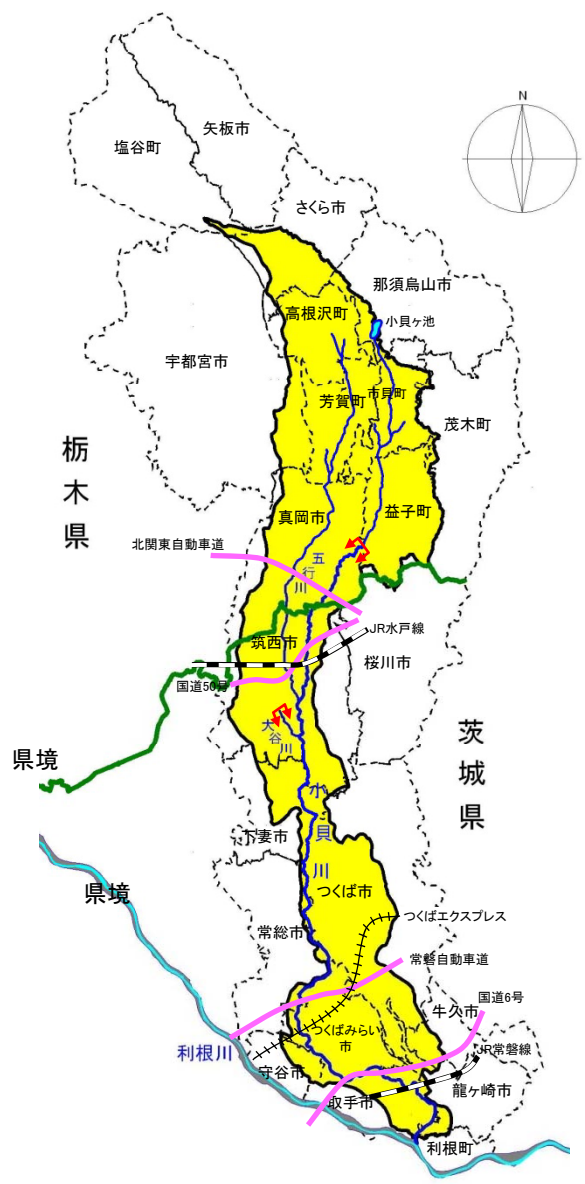 N
矢板市
塩谷町
さくら市
那須烏山市
高根沢町
小貝ヶ池
宇都宮市
芳賀町
市貝町
茂木町
栃木県
真岡市
益子町
北関東自動車道
五行川
JR水戸線
筑西市
桜川市
国道50号
大谷川
茨城県
県境
小貝川
下妻市
つくば市
県境
つくばエクスプレス
常総市
常磐自動車道
国道6号
牛久市
つくばみらい
市
利根川
JR常磐線
守谷市
龍ヶ崎市
取手市
利根町